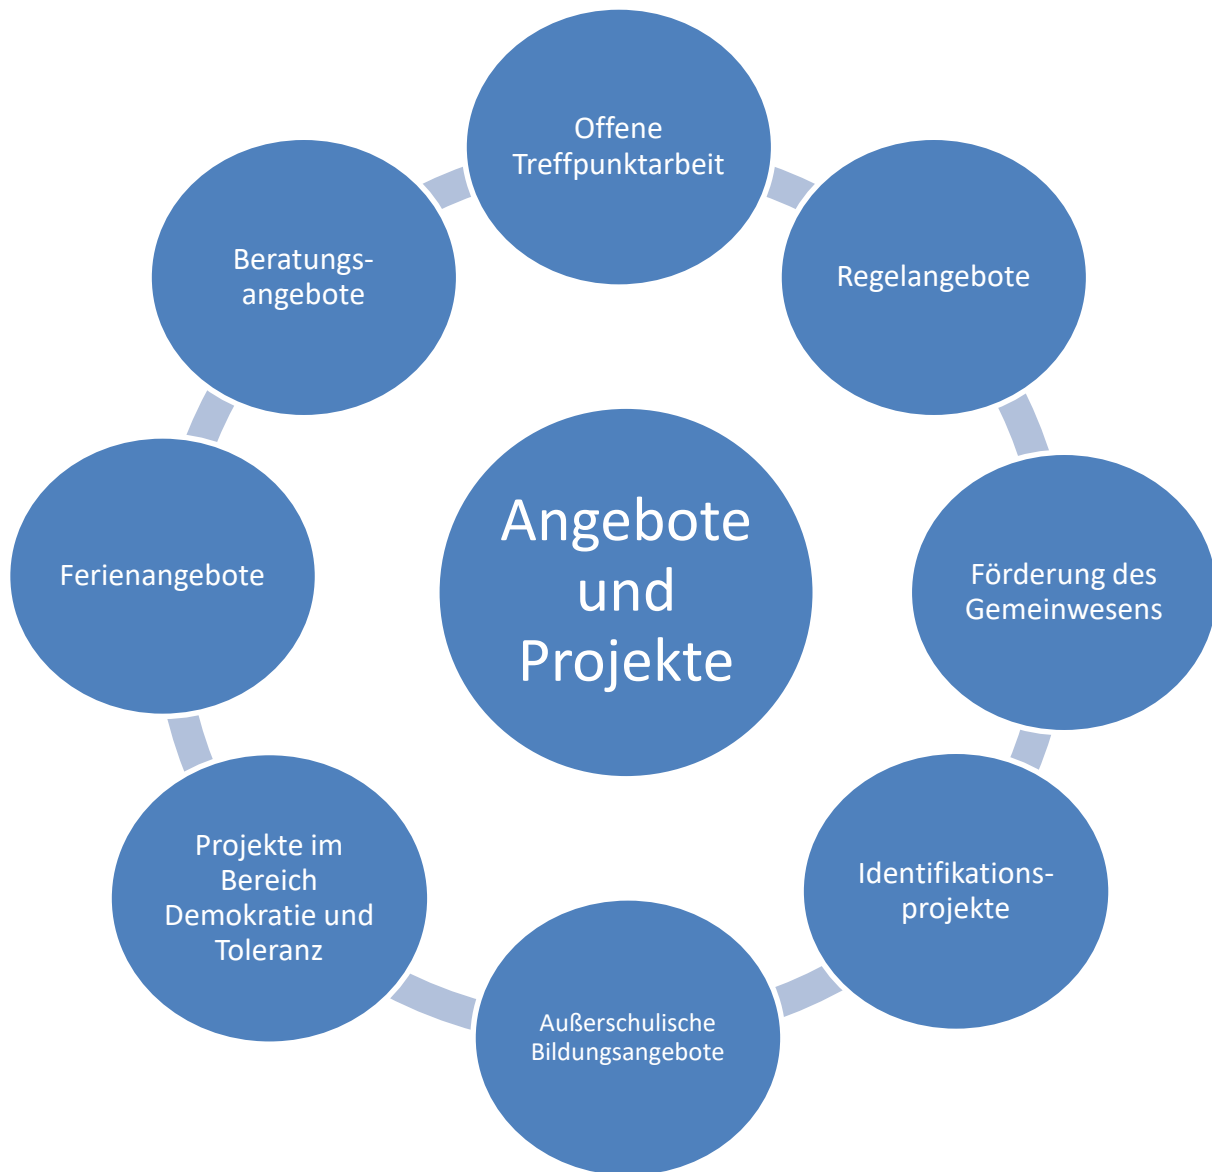 Offene
Treffpunktarbeit
Regelangebote
Förderung des
Gemeinwesens
Identifikations-
projekte
Außerschulische
Bildungsangebote
Projekte im
Bereich
Demokratie und
Toleranz
Ferienangebote
Beratungs-
angebote
Angebote
und
Projekte